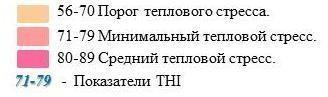 56-70 Порог теплового стресса.
71-79 Минимальный тепловой стресс.
80-89 Средний тепловой стресс.
71-79 - Показатели THI